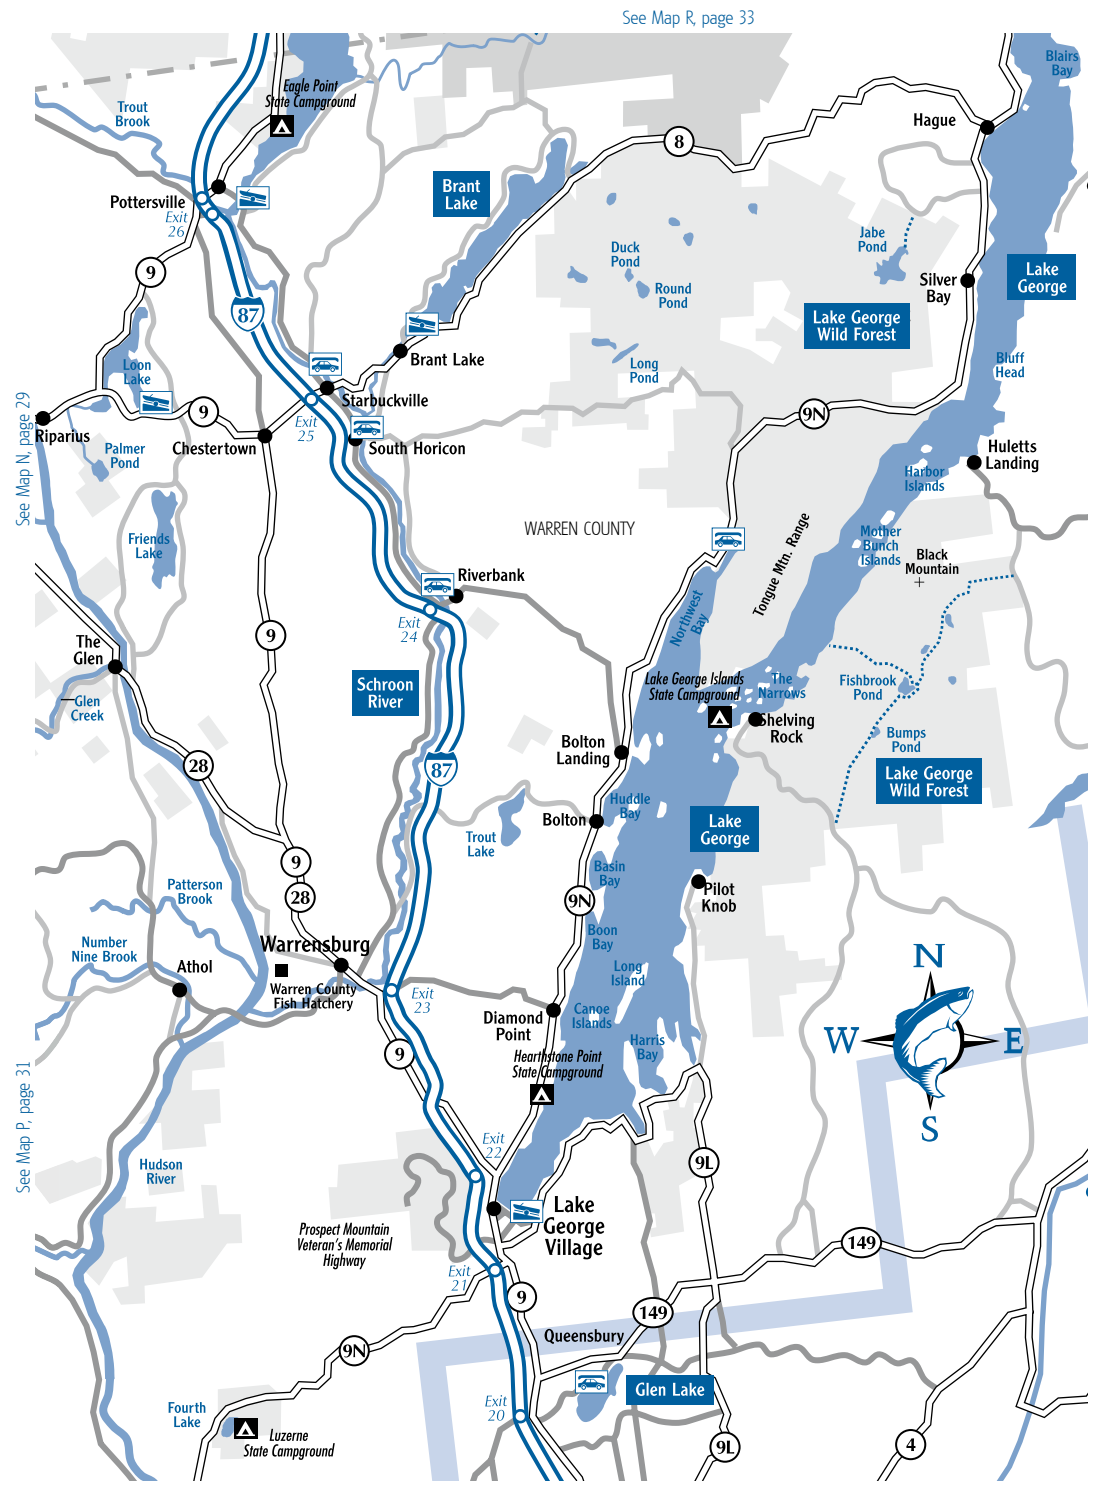 See Map R, page 33
Blairs
Bay
Eagle Point
State Campground
Trout
Brook
Hague
8
Brant
Lake
Pottersville
Exit
26
Duck
Pond
Jabe
Pond
9
Round
Pond
Silver
Bay
Lake
George
87
Lake George
Wild Forest
Brant Lake
Loon
Lake
Long
Pond
Bluff
Head
See Map N, page 29
Starbuckville
9
9N
Exit
25
Riparius
Chestertown
South Horicon
Palmer
Pond
Huletts
Landing
Harbor
Islands
WARREN COUNTY
Friends
Lake
Mother
Bunch
Islands
Black
Mountain
Tongue Mtn. Range
Riverbank
Northwest
Bay
Exit
24
9
The
Glen
Schroon
River
Lake George Islands
State Campground
The
Narrows
Fishbrook
Pond
Glen
Creek
Shelving
Rock
Bumps
Pond
Bolton
Landing
28
87
Lake George
Wild Forest
Huddle
Bay
Bolton
Lake
George
Trout
Lake
9
Basin
Bay
Patterson
Brook
28
9N
Pilot
Knob
Number
Nine Brook
Warrensburg
Boon
Bay
N
Athol
Warren County
Fish Hatchery
Long
Island
Exit
23
Diamond
Point
Canoe
Islands
W
E
Harris
Bay
9
Hearthstone Point
State Campground
See Map P, page 31
S
Exit
22
Hudson
River
9L
Lake
George
Village
Prospect Mountain
Veteran's Memorial
Highway
149
Exit
21
9
149
Queensbury
9N
Glen Lake
Fourth
Lake
Exit
20
Luzerne
State Campground
9L
4